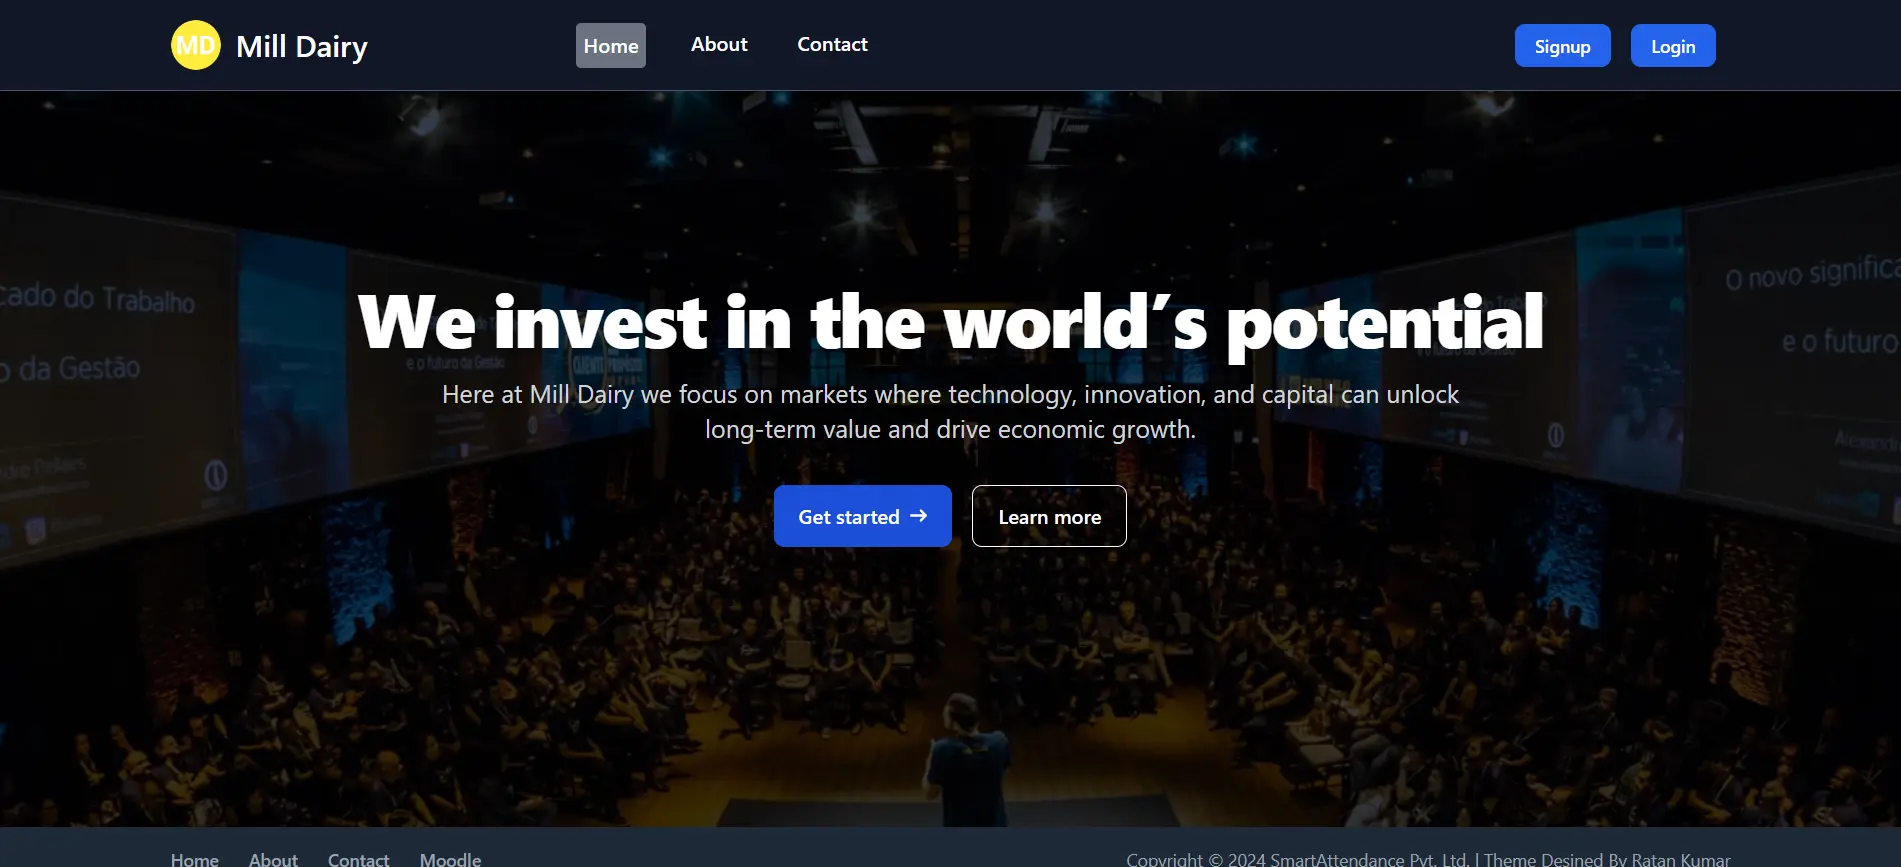 MD Mill Dairy
Home
About
Contact
Signup
Login
cado do Trabalho
o da Gestão
O novo significa
e o futuro
We invest in the world´s potential
e o futuro da Gestão
Here at Mill Dairy we focus on markets where technology, innovation, and capital can unlock
long-term value and drive economic growth.
Get started →
Learn more
Home
About
Contact
Moodle
Copyright © 2024 SmartAttendance Pvt. Ltd. | Theme Desined By Ratan Kumar